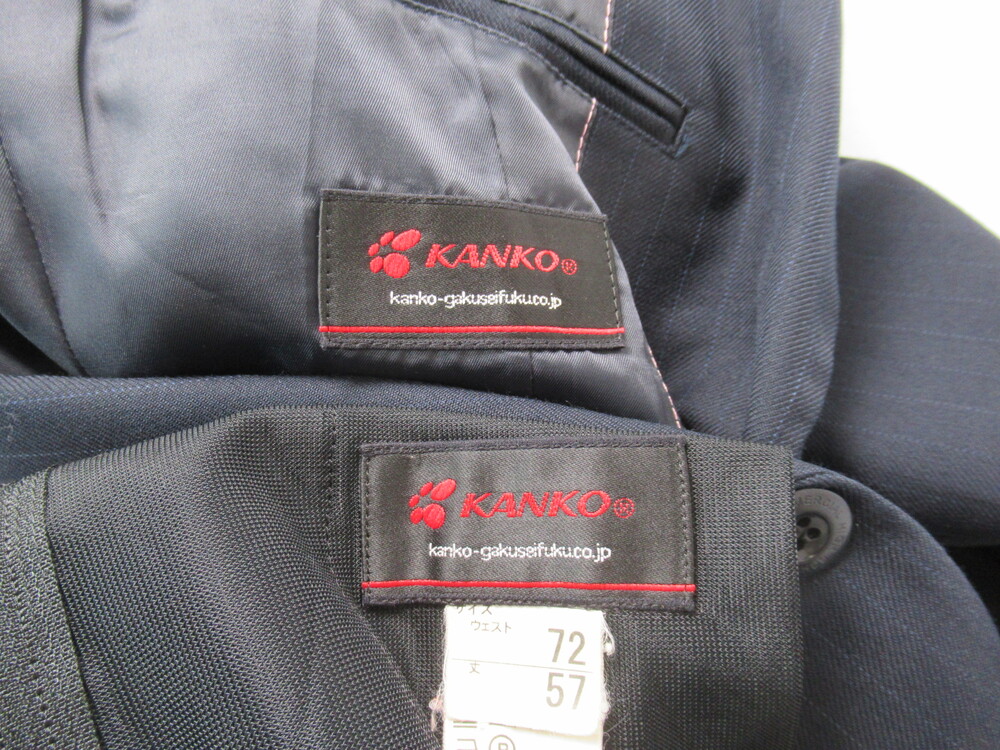 KANKO
kanko-gakuseifuku.co.jp
KANKO
kanko-gakuseifuku.co.jp
サイズ
ウェスト 72
丈 57